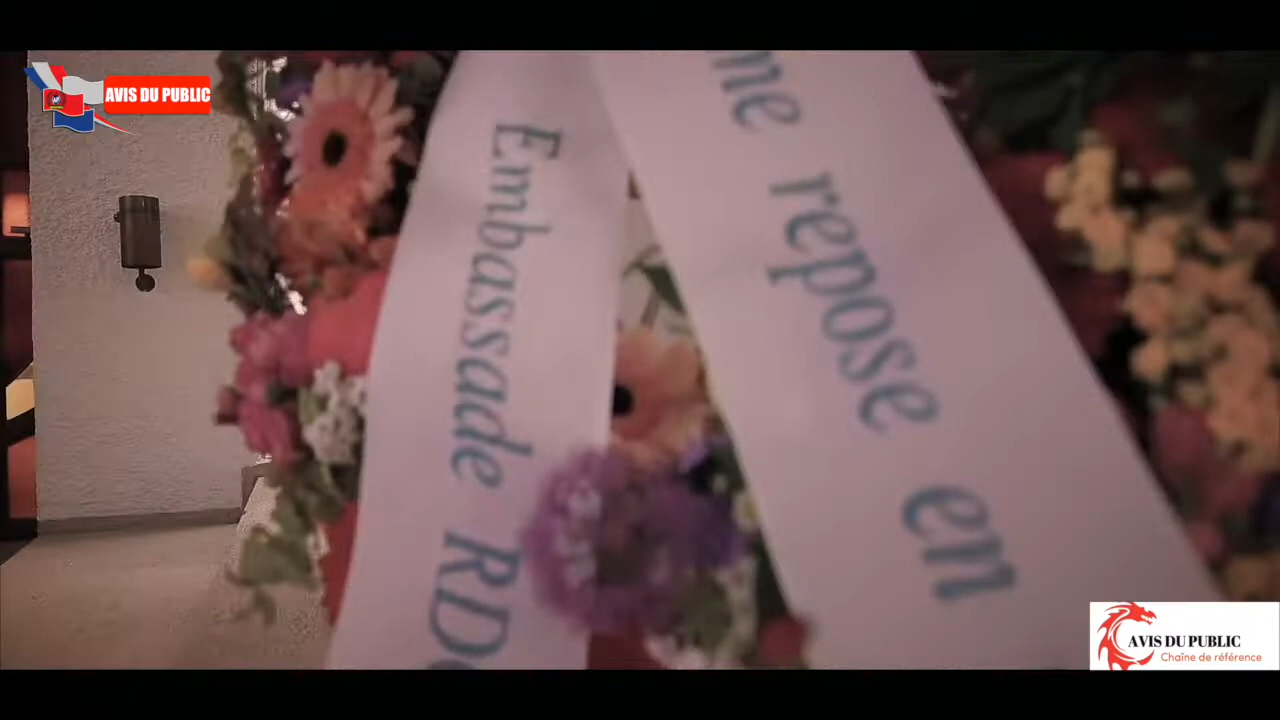 AVIS DU PUBLIC
Embassade RD
me repose en
AVIS DU PUBLIC
Chaîne de référence